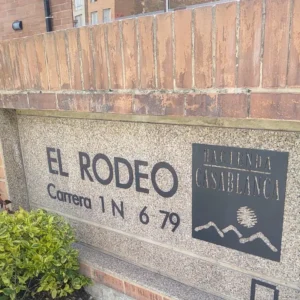 EL RODEO
Carrera 1 N 6 79
HACIENDA
CASABLANCA